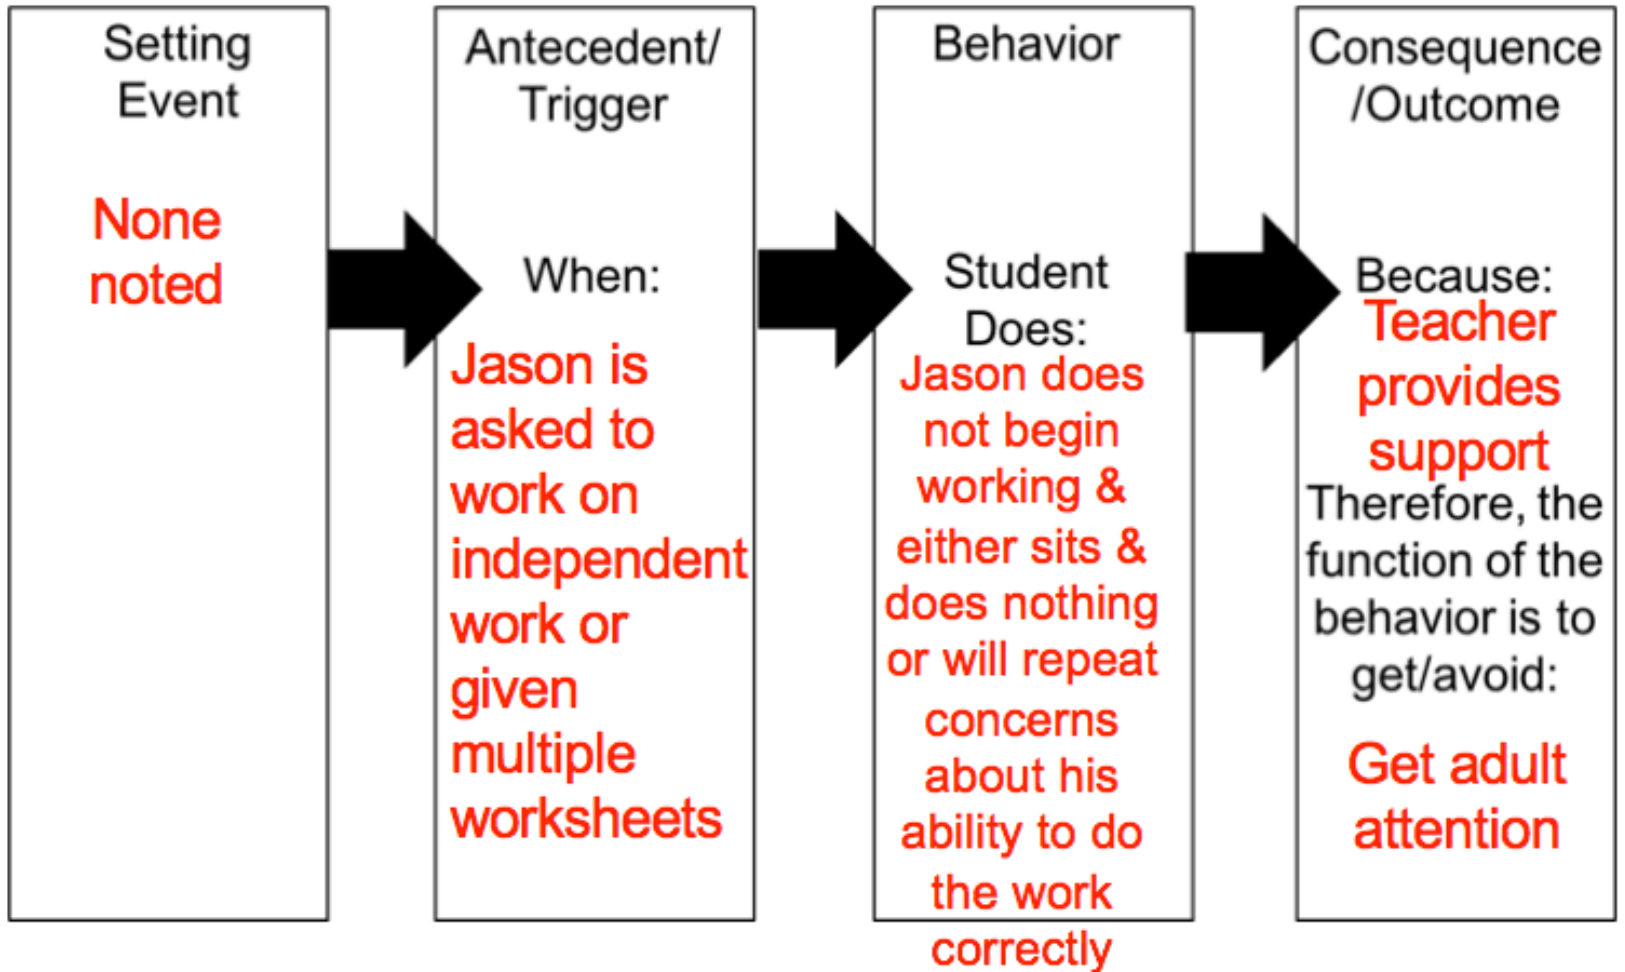 Setting
Event
None
noted
Antecedent/
Trigger
When:
Jason is
asked to
work on
independent
work or
given
multiple
worksheets
Behavior
Student
Does:
Jason does
not begin
working &
either sits &
does nothing
or will repeat
concerns
about his
ability to do
the work
correctly
Consequence
/Outcome
Because:
Teacher
provides
support
Therefore, the
function of the
behavior is to
get/avoid:
Get adult
attention